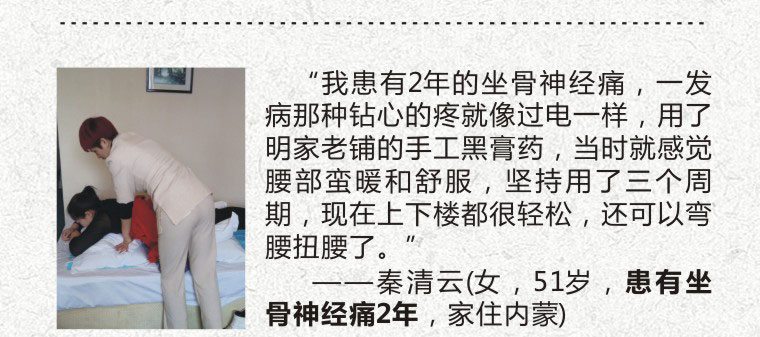 “我患有2年的坐骨神经痛，一发
病那种钻心的疼就像过电一样，用了
明家老铺的手工黑膏药，当时就感觉
腰部蛮暖和舒服，坚持用了三个周
期，现在上下楼都很轻松，还可以弯
腰扭腰了。”
——秦清云(女，51岁，患有坐
骨神经痛2年，家住内蒙)